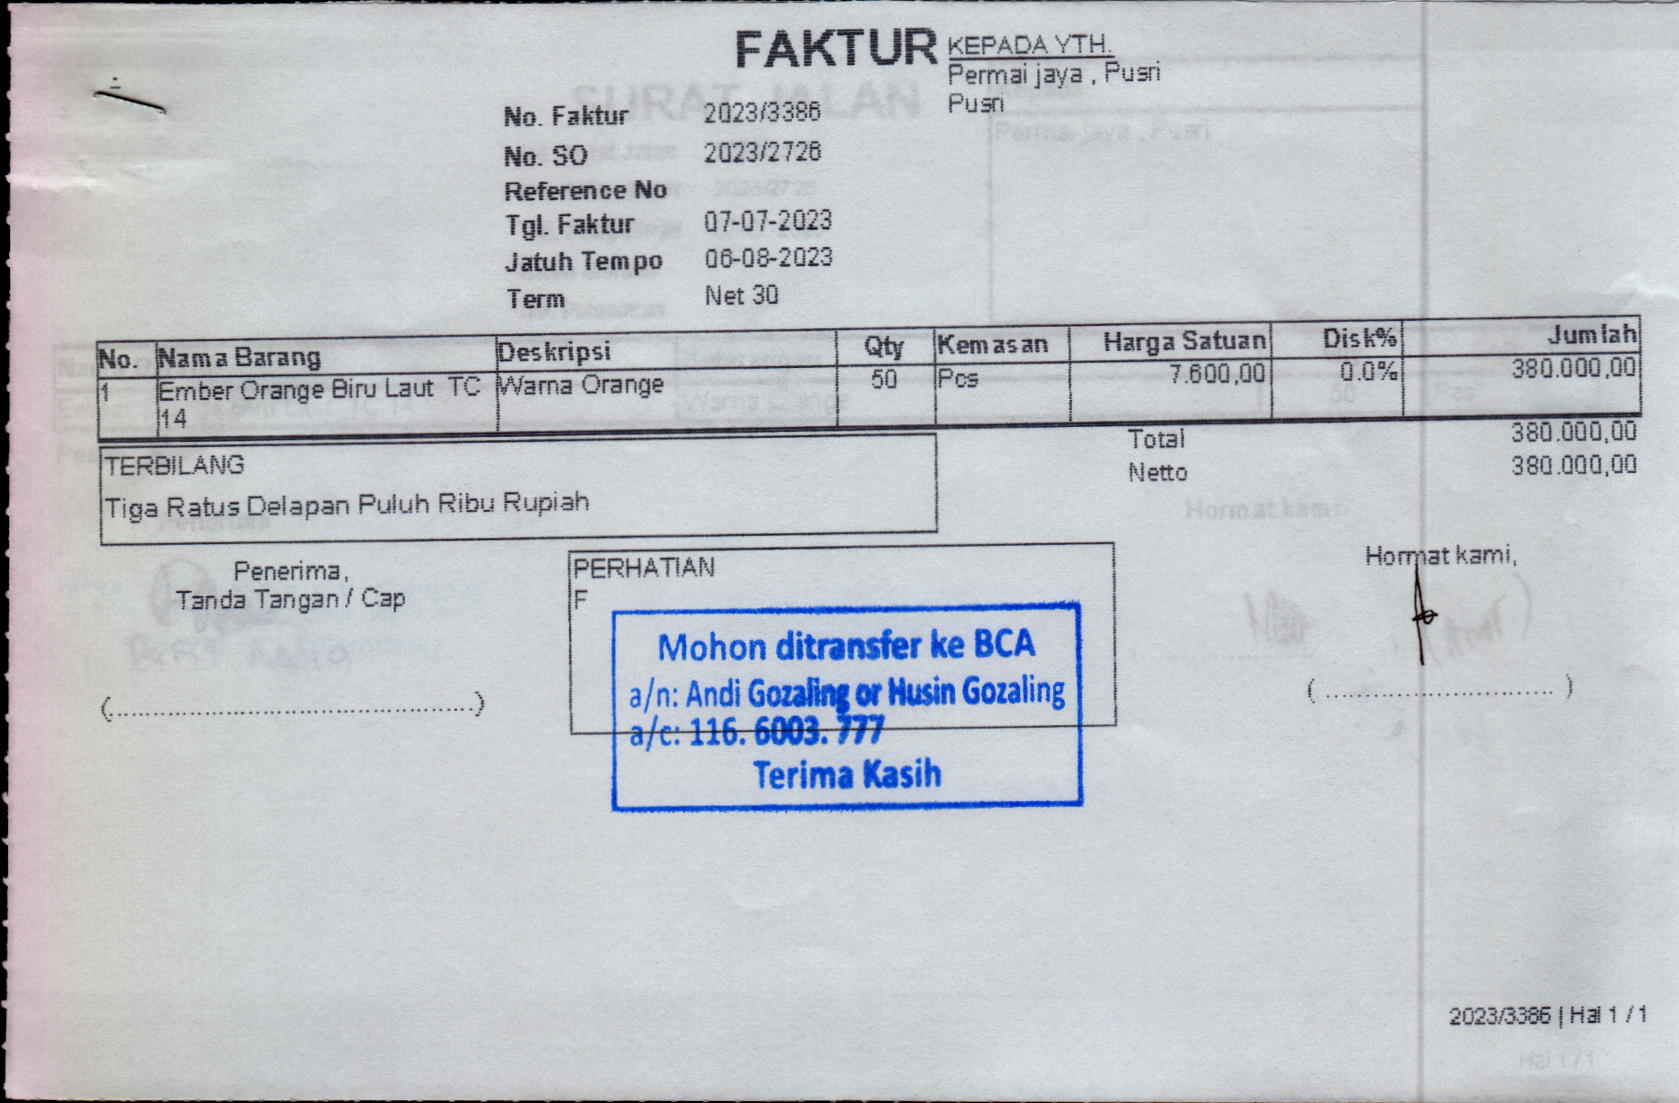 FAKTUR
KEPADA YTH.
Permai jaya , Pusri
Pusri
No. Faktur 2023/3386
No. SO 2023/2726
Reference No
Tgl. Faktur 07-07-2023
Jatuh Tempo 06-08-2023
Term Net 30
No. Nama Barang Deskripsi Qty Kemasan Harga Satuan Disk% Jumlah
1 Ember Orange Biru Laut TC 14 Warna Orange 50 Pcs 7.600,00 0.0% 380.000,00
Total 380.000,00
Netto 380.000,00
TERBILANG
Tiga Ratus Delapan Puluh Ribu Rupiah
Penerima,
Tanda Tangan / Cap
(................................................)
PERHATIAN
F
Mohon ditransfer ke BCA
a/n: Andi Gozaling or Husin Gozaling
a/c: 116. 6003. 777
Terima Kasih
Hormat kami,
( .............................. )
2023/3386 | Hal 1 / 1